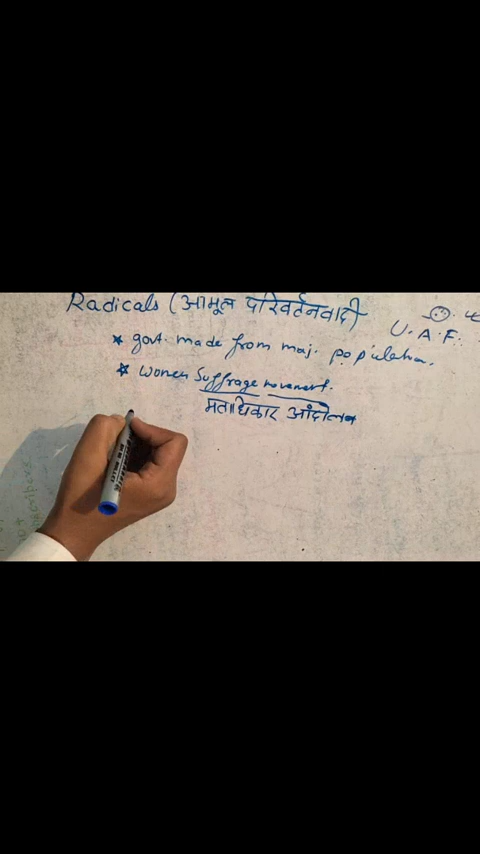 Radicals (आमूल परिवर्तनवादी)
U.A.F.
* govt. made from maj. population.
* women suffrage movement.
मताधिकार आंदोलन